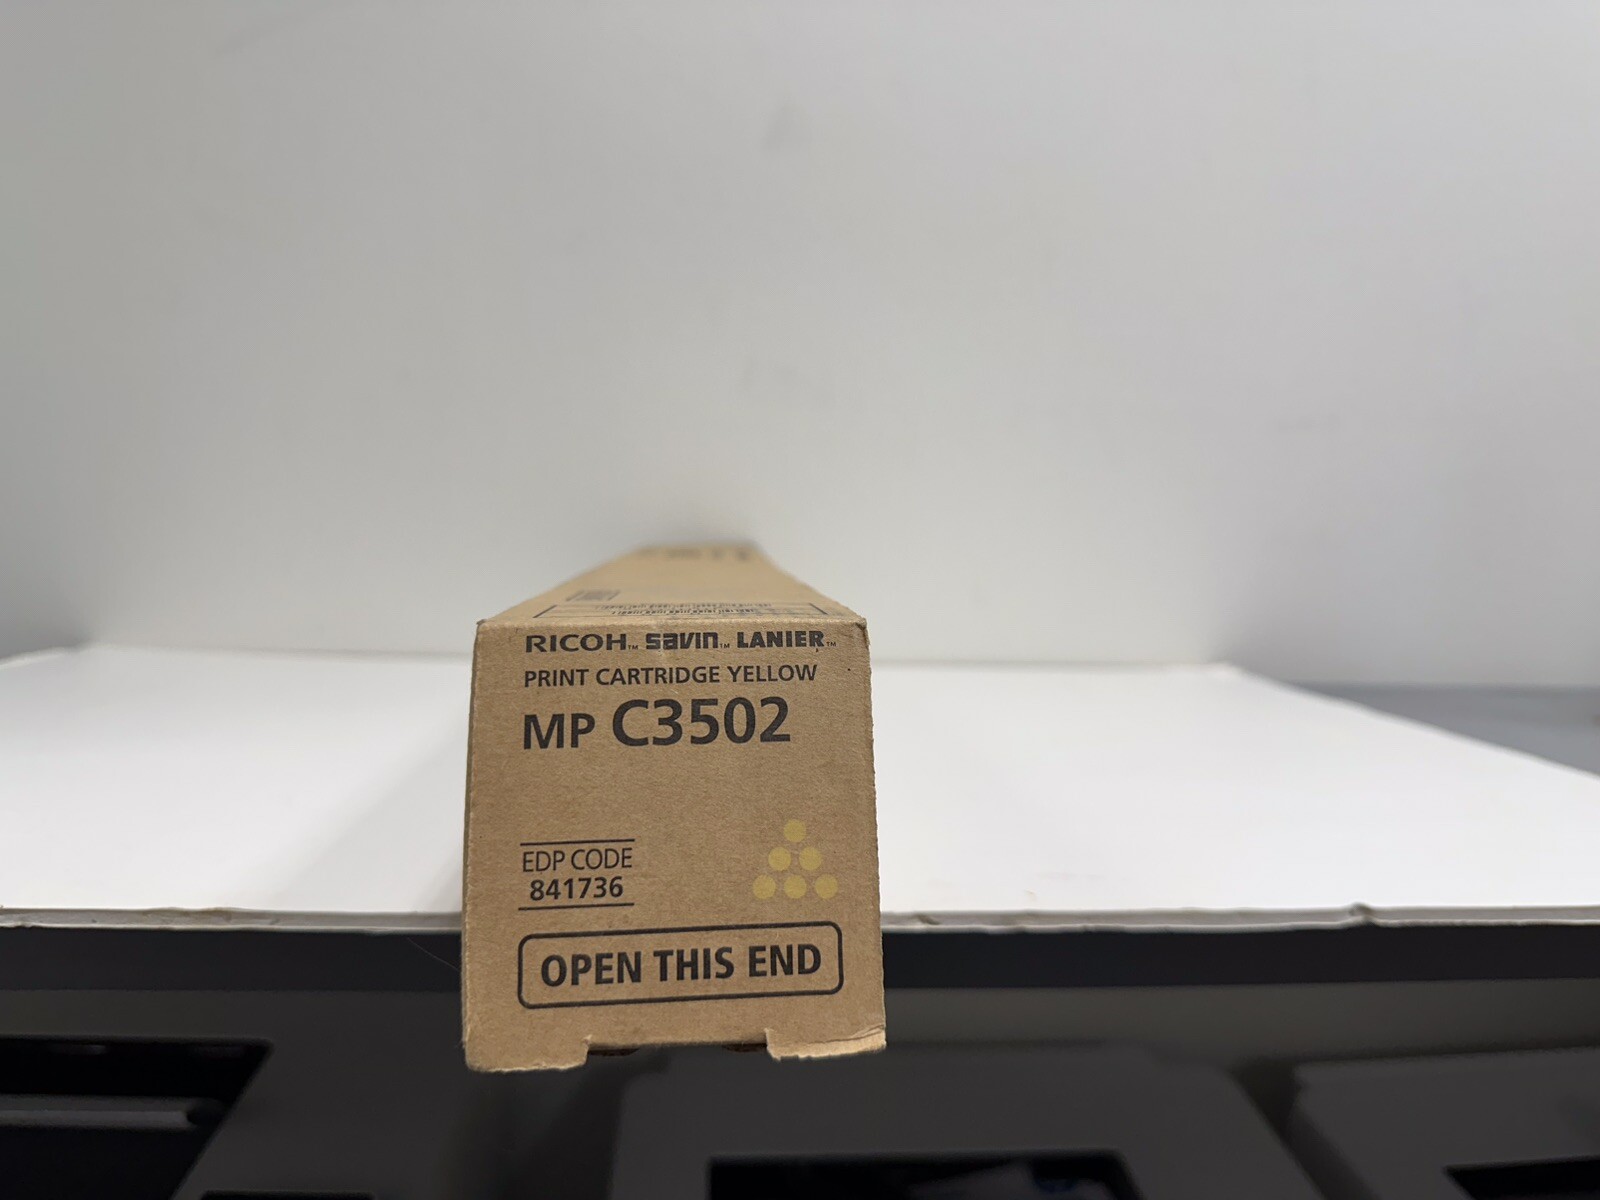 RICOH™ savin™ LANIER™
PRINT CARTRIDGE YELLOW
MP C3502
EDP CODE
841736
OPEN THIS END